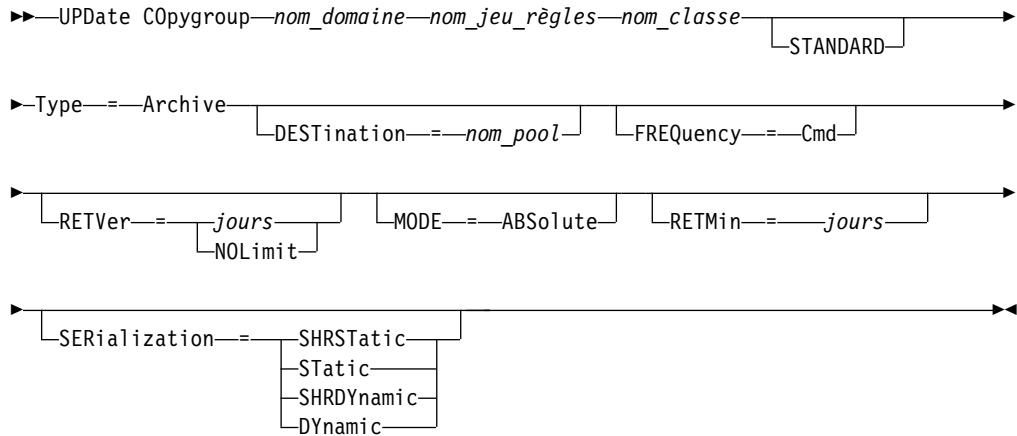 UPDate COpygroup nom_domaine nom_jeu_règles nom_classe
STANDARD
Type = Archive
DESTination = nom_pool
FREQuency = Cmd
RETVer = jours
NOLimit
MODE = ABSolute
RETMin = jours
SERialization = SHRSTatic
STatic
SHRDYnamic
DYnamic